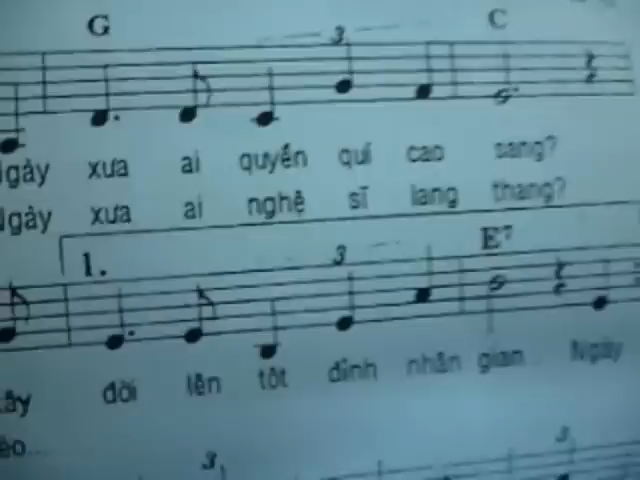 G C
3
Ngày xưa ai quyền quí cao sang?
Ngày xưa ai nghệ sĩ lang thang?
1. E7
3
đời lên tột đỉnh nhân gian Ngày
3 3